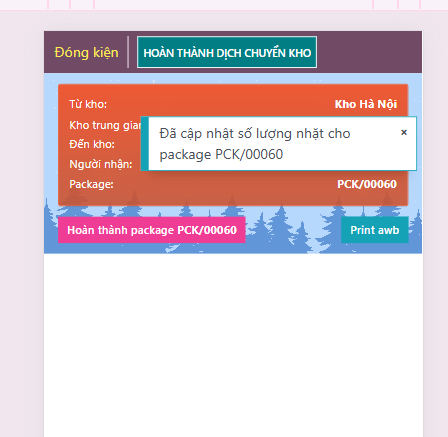 Đóng kiện
HOÀN THÀNH DỊCH CHUYỂN KHO
Từ kho: Kho Hà Nội
Kho trung gian
Đã cập nhật số lượng nhặt cho ×
package PCK/00060
Đến kho:
Người nhận:
Package: PCK/00060
Hoàn thành package PCK/00060
Print awb